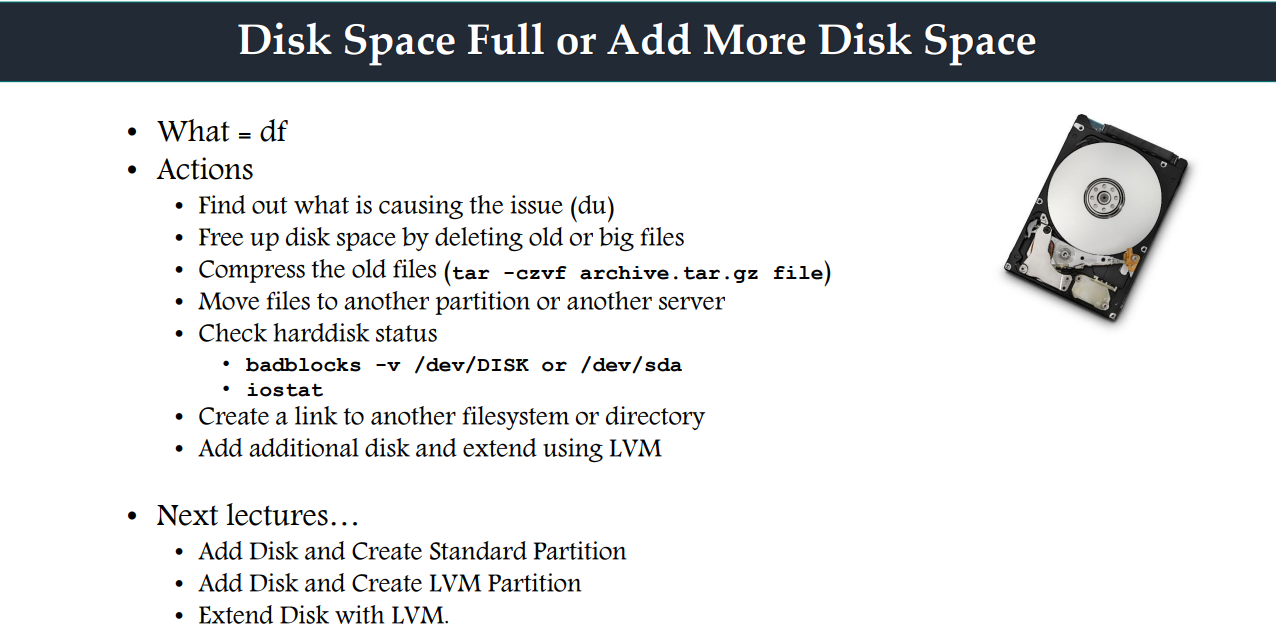 Disk Space Full or Add More Disk Space
• What = df
• Actions
• Find out what is causing the issue (du)
• Free up disk space by deleting old or big files
• Compress the old files (tar -czvf archive.tar.gz file)
• Move files to another partition or another server
• Check harddisk status
• badblocks -v /dev/DISK or /dev/sda
• iostat
• Create a link to another filesystem or directory
• Add additional disk and extend using LVM
• Next lectures…
• Add Disk and Create Standard Partition
• Add Disk and Create LVM Partition
• Extend Disk with LVM.